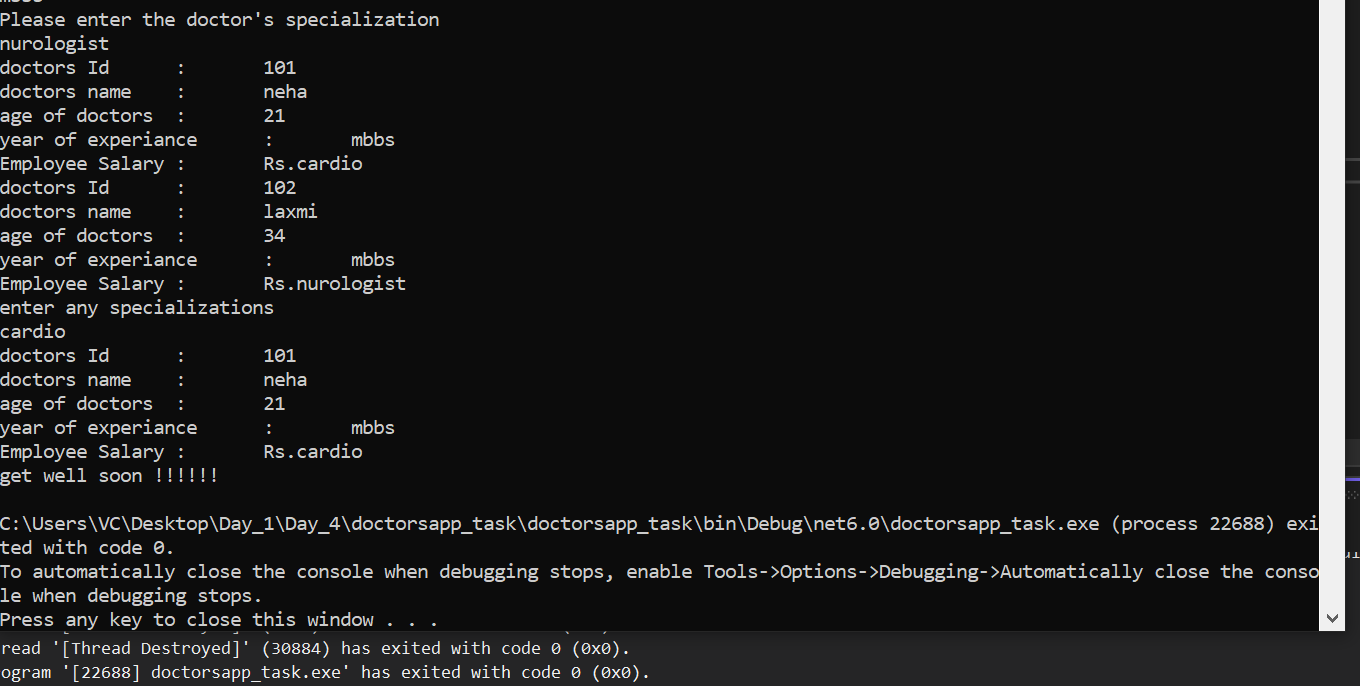 Please enter the doctor's specialization
nurologist
doctors Id      :       101
doctors name    :       neha
age of doctors  :       21
year of experiance      :       mbbs
Employee Salary :       Rs.cardio
doctors Id      :       102
doctors name    :       laxmi
age of doctors  :       34
year of experiance      :       mbbs
Employee Salary :       Rs.nurologist
enter any specializations
cardio
doctors Id      :       101
doctors name    :       neha
age of doctors  :       21
year of experiance      :       mbbs
Employee Salary :       Rs.cardio
get well soon !!!!!!
C:\Users\VC\Desktop\Day_1\Day_4\doctorsapp_task\doctorsapp_task\bin\Debug\net6.0\doctorsapp_task.exe (process 22688) exi
ted with code 0.
To automatically close the console when debugging stops, enable Tools->Options->Debugging->Automatically close the conso
le when debugging stops.
Press any key to close this window . . .
read '[Thread Destroyed]' (30884) has exited with code 0 (0x0).
ogram '[22688] doctorsapp_task.exe' has exited with code 0 (0x0).